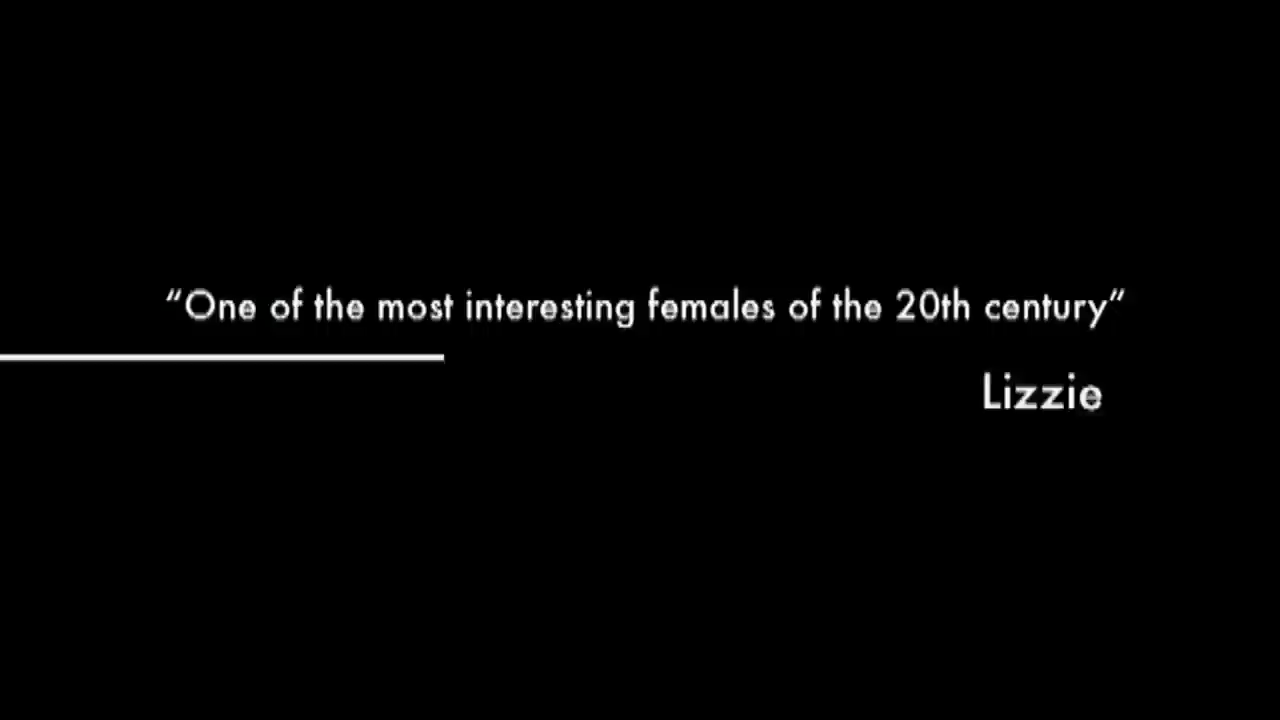 “One of the most interesting females of the 20th century”
Lizzie